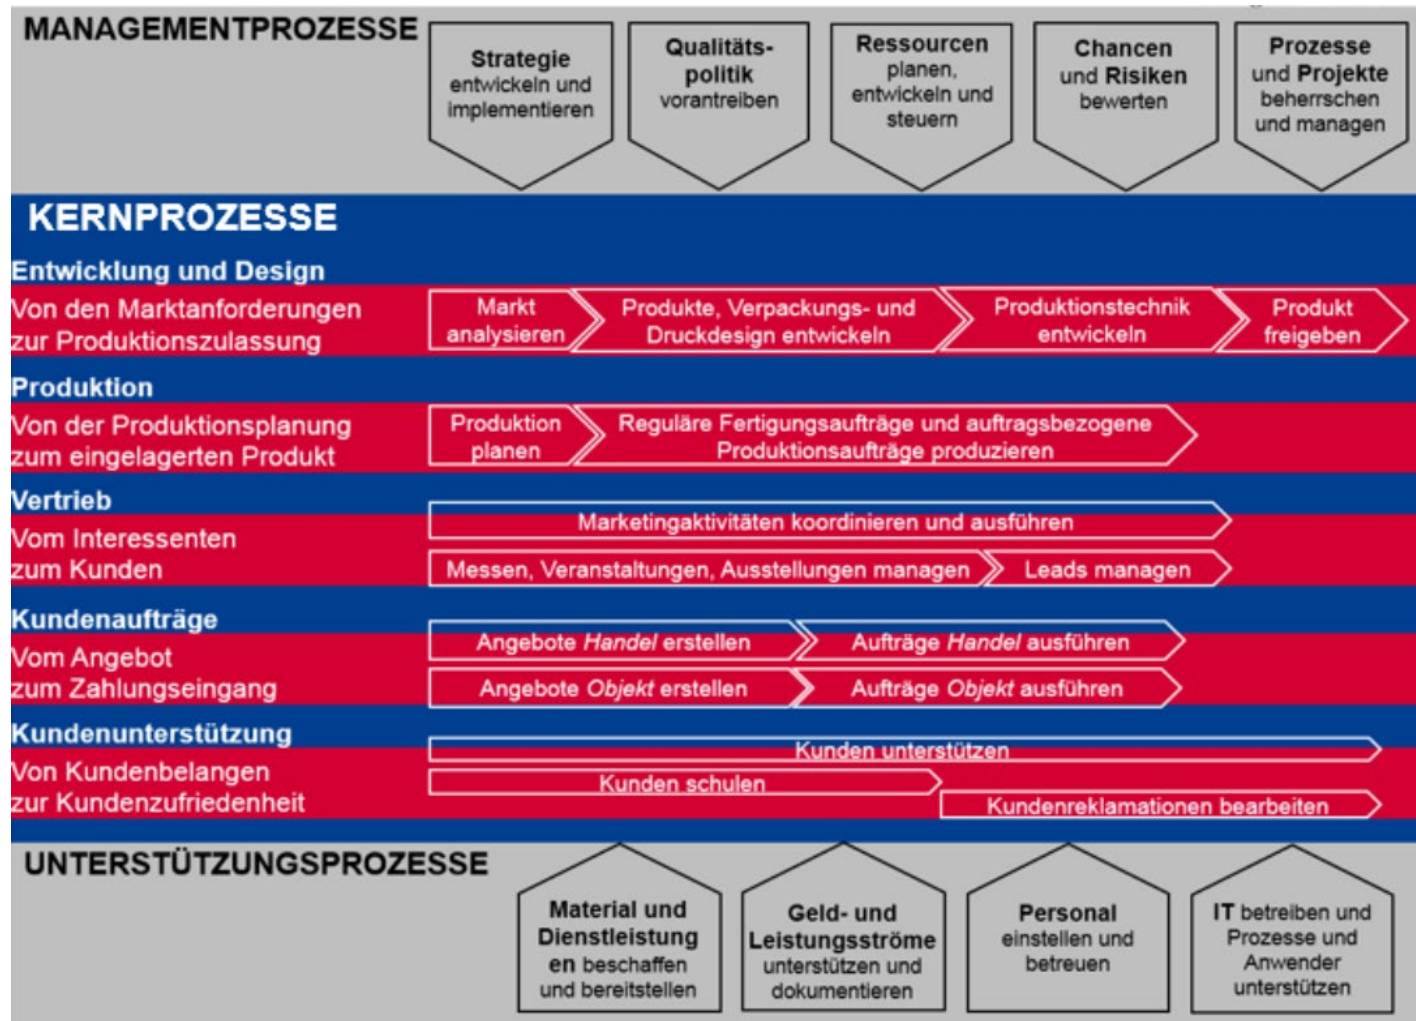 MANAGEMENTPROZESSE
Strategie
entwickeln und
implementieren
Qualitäts-
politik
vorantreiben
Ressourcen
planen,
entwickeln und
steuern
Chancen
und Risiken
bewerten
Prozesse
und Projekte
beherrschen
und managen
KERNPROZESSE
Entwicklung und Design
Von den Marktanforderungen
zur Produktionszulassung
Markt
analysieren
Produkte, Verpackungs- und
Druckdesign entwickeln
Produktionstechnik
entwickeln
Produkt
freigeben
Produktion
Von der Produktionsplanung
zum eingelagerten Produkt
Produktion
planen
Reguläre Fertigungsaufträge und auftragsbezogene
Produktionsaufträge produzieren
Vertrieb
Vom Interessenten
zum Kunden
Marketingaktivitäten koordinieren und ausführen
Messen, Veranstaltungen, Ausstellungen managen
Leads managen
Kundenaufträge
Vom Angebot
zum Zahlungseingang
Angebote Handel erstellen
Aufträge Handel ausführen
Angebote Objekt erstellen
Aufträge Objekt ausführen
Kundenunterstützung
Von Kundenbelangen
zur Kundenzufriedenheit
Kunden unterstützen
Kunden schulen
Kundenreklamationen bearbeiten
UNTERSTÜTZUNGSPROZESSE
Material und
Dienstleistung
en beschaffen
und bereitstellen
Geld- und
Leistungsströme
unterstützen und
dokumentieren
Personal
einstellen und
betreuen
IT betreiben und
Prozesse und
Anwender
unterstützen